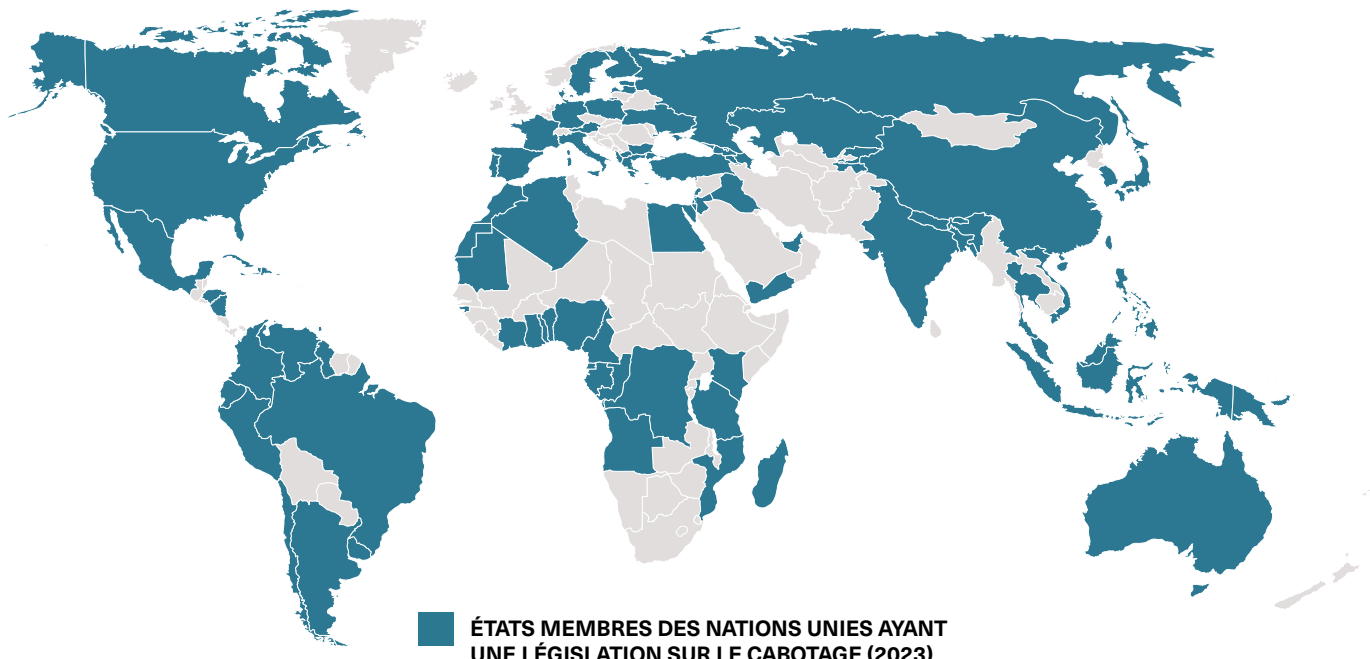 ÉTATS MEMBRES DES NATIONS UNIES AYANT
UNE LÉGISLATION SUR LE CABOTAGE (2023)